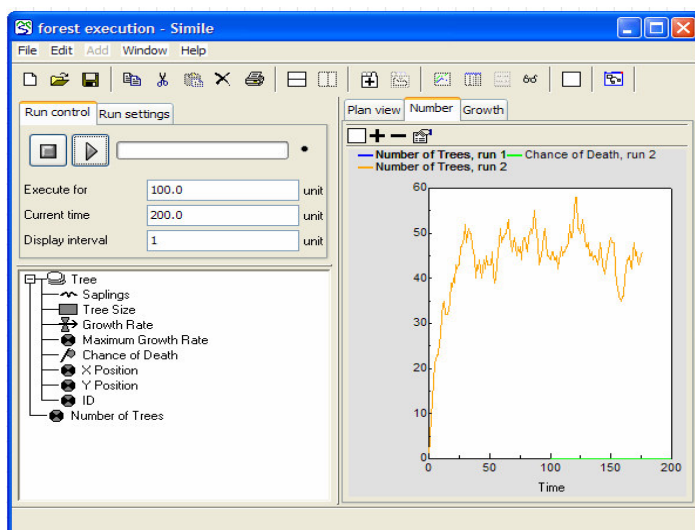 forest execution - Simile
File Edit Add Window Help
Run control Run settings
Execute for 100.0 unit
Current time 200.0 unit
Display interval 1 unit
Tree
Saplings
Tree Size
Growth Rate
Maximum Growth Rate
Chance of Death
X Position
Y Position
ID
Number of Trees
Plan view Number Growth
Number of Trees, run 1 Chance of Death, run 2
Number of Trees, run 2
60
50
40
30
20
10
0
0 50 100 150 200
Time